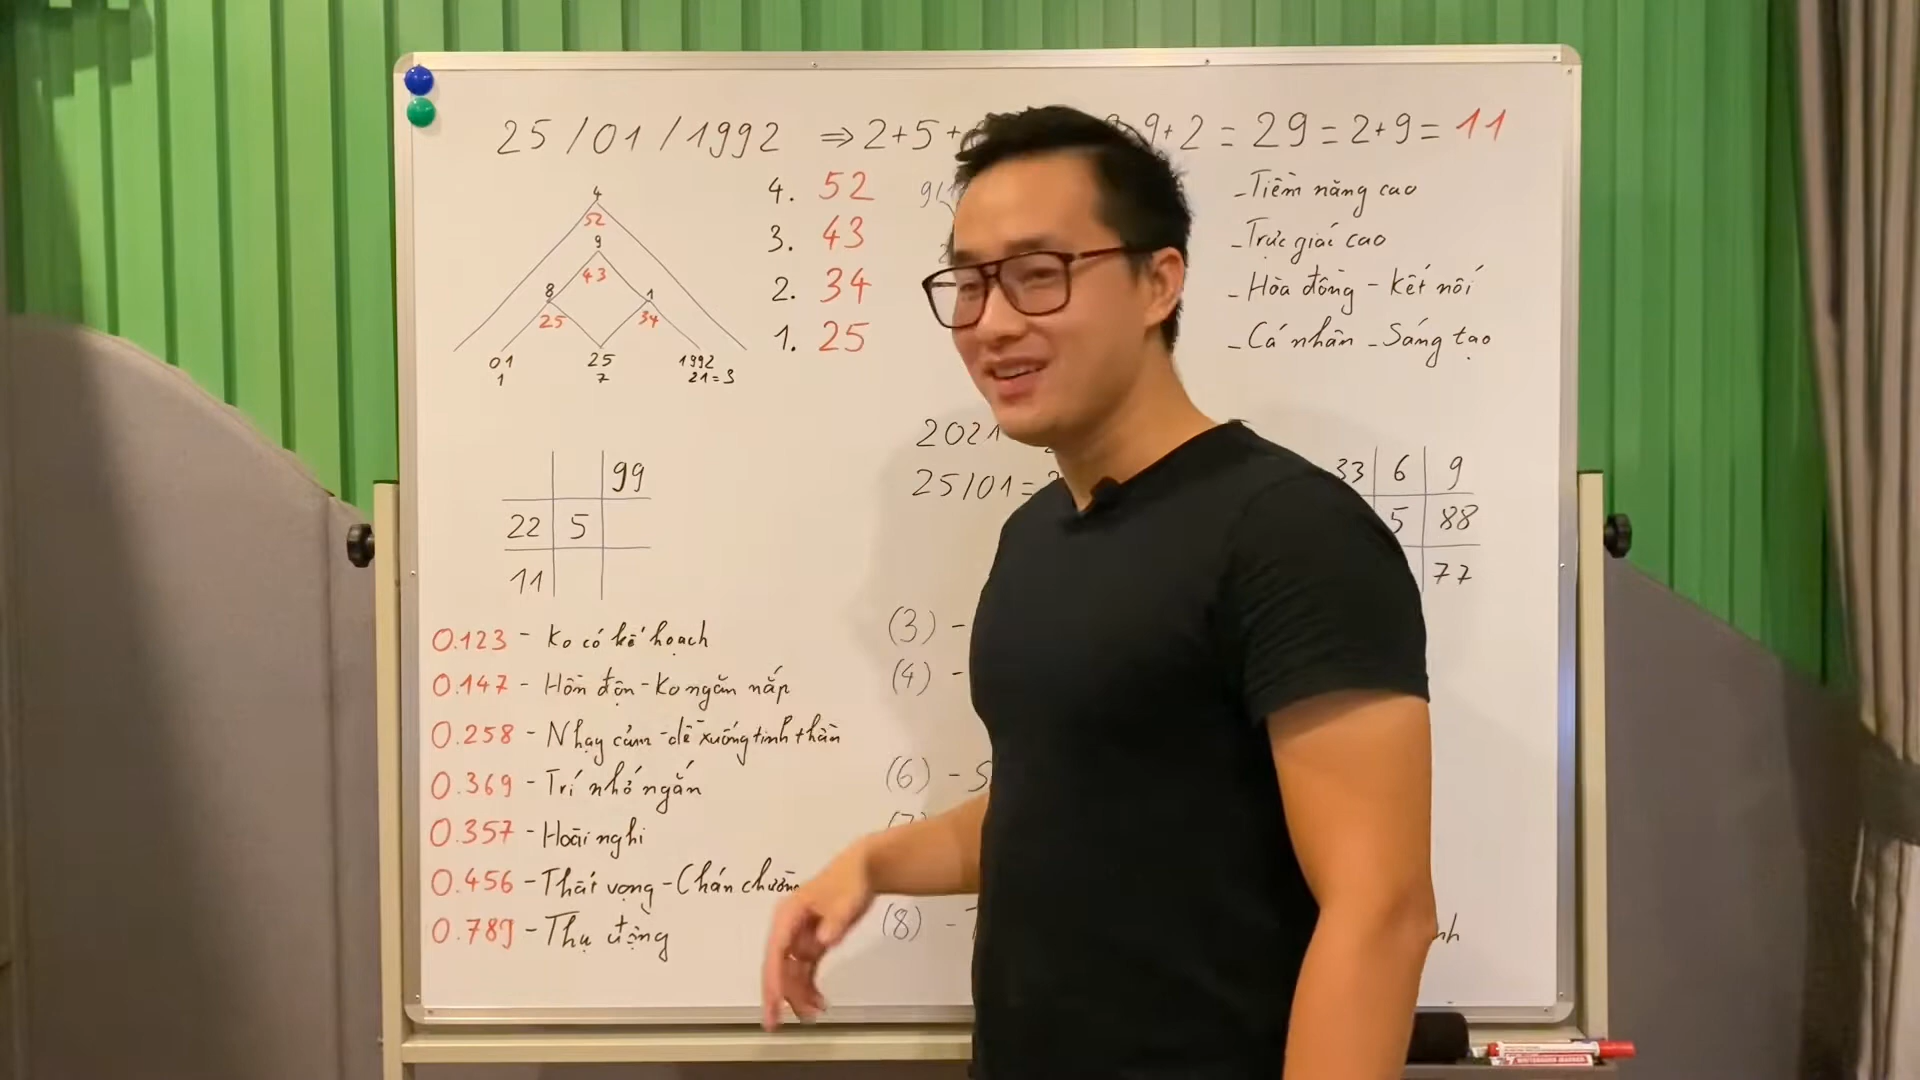 25/01/1992 ⇒ 2+5+ 9+2 = 29 = 2+9 = 11
4
52
9
43
8
1
25
34
01
25
1992
1
7
21=3
4. 52
3. 43
2. 34
1. 25
- Tiềm năng cao
- Trực giác cao
- Hòa đồng - Kết nối
- Cá nhân - Sáng tạo
99
22 5
11
2021
25/01=
33 6 9
5 88
77
0.123 - Ko có kế hoạch
0.147 - Hỗn độn - Ko ngăn nắp
0.258 - Nhạy cảm - dễ xuống tinh thần
0.369 - Trí nhớ ngắn
0.357 - Hoài nghi
0.456 - Thất vọng - Chán chường
0.789 - Thụ động
(3) -
(4) -
(6) - S
(7)
(8) - T
nh